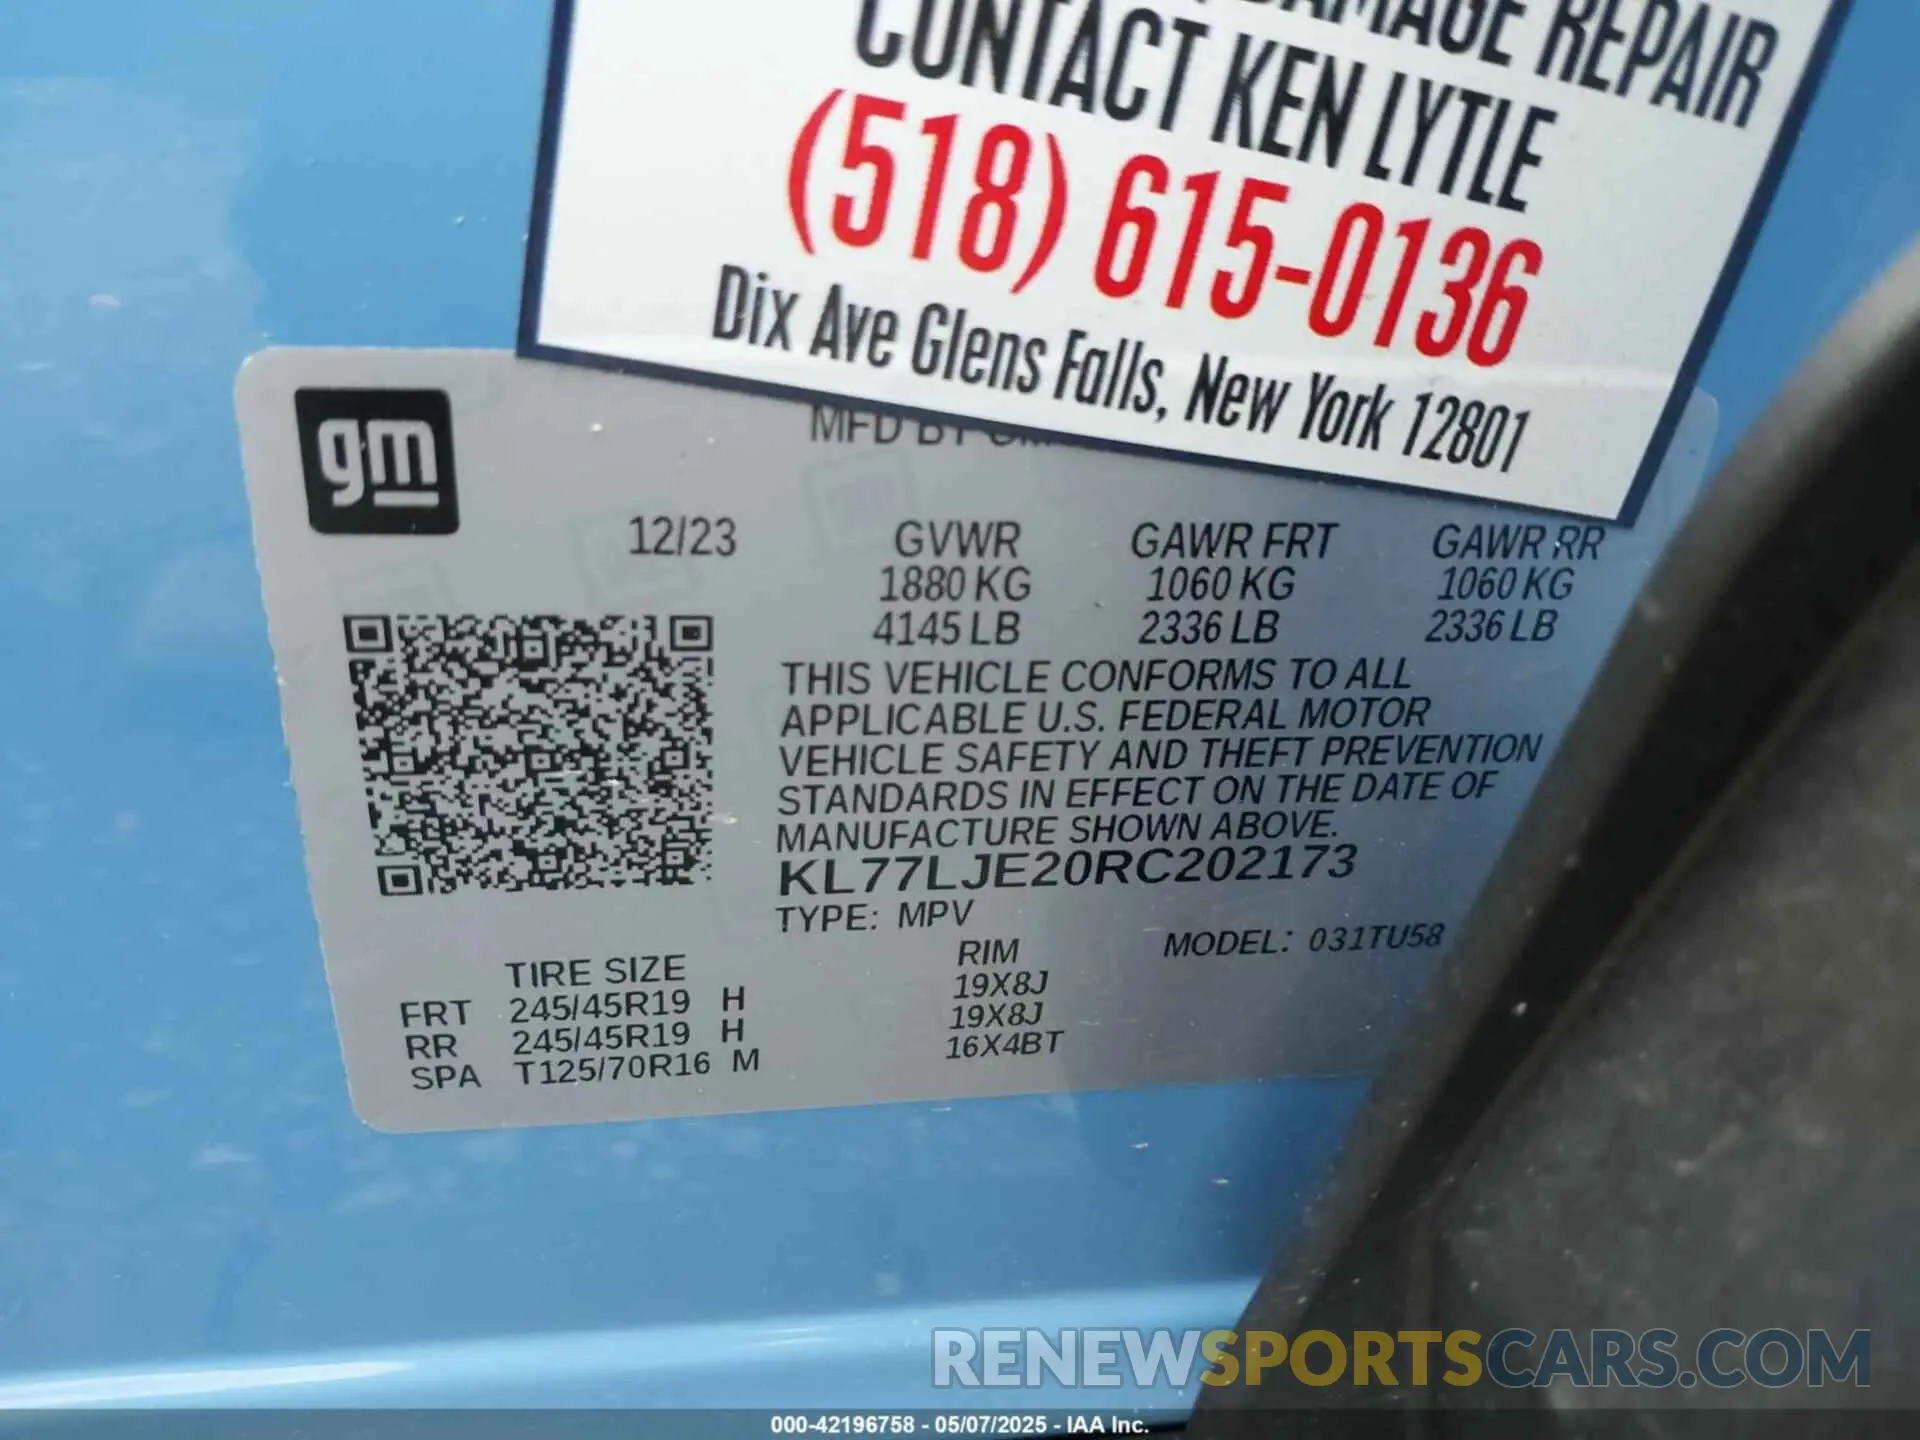 DAMAGE REPAIR
CONTACT KEN LYTLE
(518) 615-0136
Dix Ave Glens Falls, New York 12801
gm
MFD BY
12/23
GVWR GAWR FRT GAWR RR
1880 KG 1060 KG 1060 KG
4145 LB 2336 LB 2336 LB
THIS VEHICLE CONFORMS TO ALL
APPLICABLE U.S. FEDERAL MOTOR
VEHICLE SAFETY AND THEFT PREVENTION
STANDARDS IN EFFECT ON THE DATE OF
MANUFACTURE SHOWN ABOVE.
KL77LJE20RC202173
TYPE: MPV
MODEL: 031TU58
TIRE SIZE RIM
FRT 245/45R19 H 19X8J
RR 245/45R19 H 19X8J
SPA T125/70R16 M 16X4BT
RENEWSPORTSCARS.COM
000-42196758 - 05/07/2025 - IAA Inc.